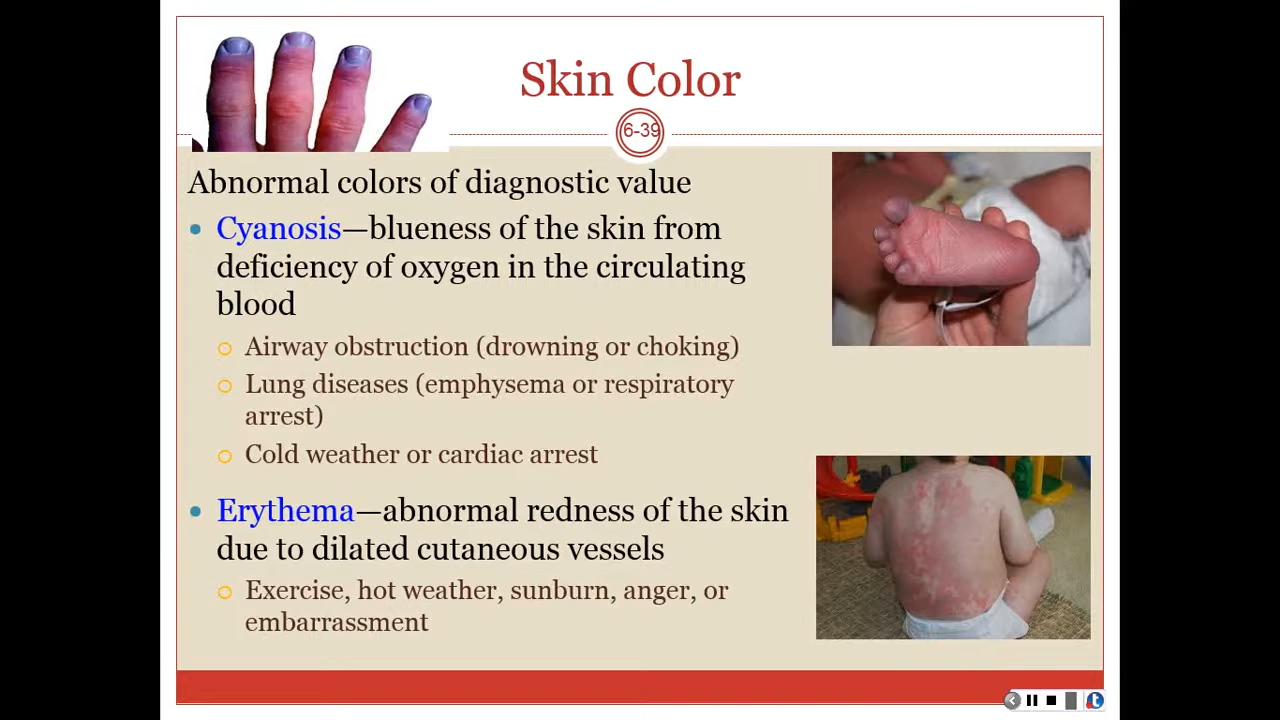 Skin Color
6-39
Abnormal colors of diagnostic value
• Cyanosis—blueness of the skin from
deficiency of oxygen in the circulating
blood
○ Airway obstruction (drowning or choking)
○ Lung diseases (emphysema or respiratory
arrest)
○ Cold weather or cardiac arrest
• Erythema—abnormal redness of the skin
due to dilated cutaneous vessels
○ Exercise, hot weather, sunburn, anger, or
embarrassment
t